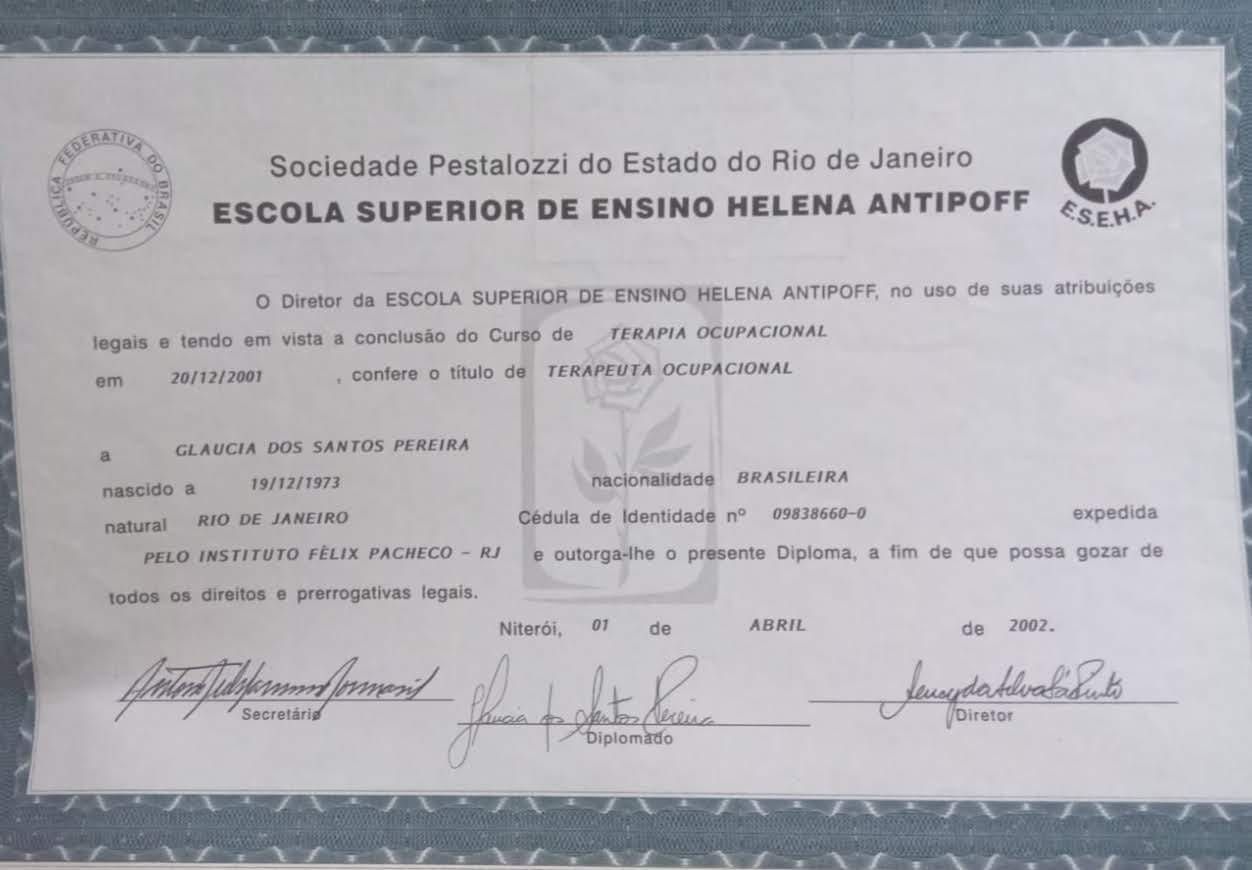 REPÚBLICA FEDERATIVA DO BRASIL
Sociedade Pestalozzi do Estado do Rio de Janeiro
ESCOLA SUPERIOR DE ENSINO HELENA ANTIPOFF
E.S.E.H.A.
O Diretor da ESCOLA SUPERIOR DE ENSINO HELENA ANTIPOFF, no uso de suas atribuições
legais e tendo em vista a conclusão do Curso de TERAPIA OCUPACIONAL
em 20/12/2001 , confere o título de TERAPEUTA OCUPACIONAL
a GLAUCIA DOS SANTOS PEREIRA
nascido a 19/12/1973 nacionalidade BRASILEIRA
natural RIO DE JANEIRO Cédula de Identidade nº 09838660-0 expedida
PELO INSTITUTO FÈLIX PACHECO - RJ e outorga-lhe o presente Diploma, a fim de que possa gozar de
todos os direitos e prerrogativas legais.
Niterói, 01 de ABRIL de 2002.
Glaucia dos Santos Pereira
Secretário
Diplomado
Diretor